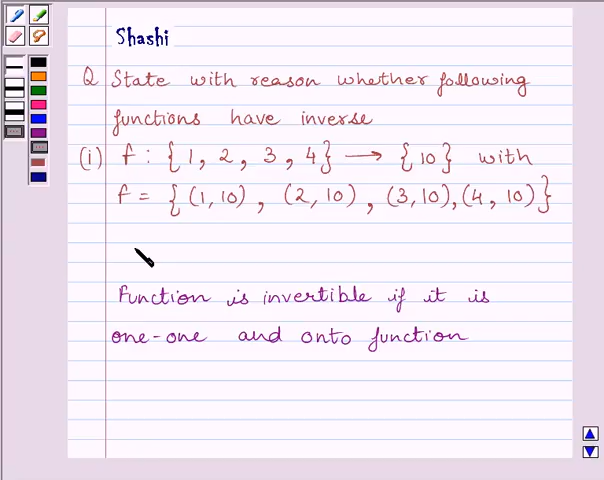 Shashi
Q State with reason whether following
functions have inverse
(i) f : { 1, 2, 3, 4} → { 10 } with
f = { (1, 10) , (2, 10) , (3, 10), (4, 10) }
Function is invertible if it is
one-one and onto function